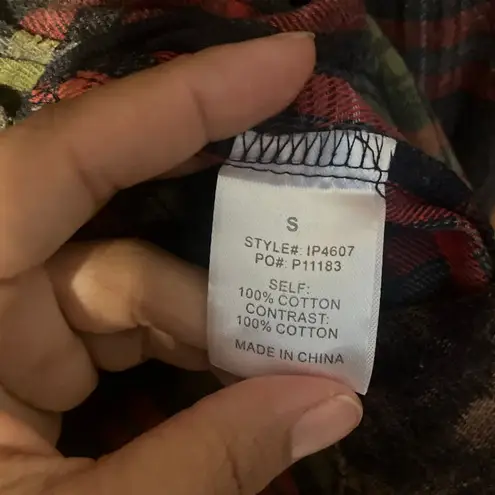 S
STYLE#: IP4607
PO#: P11183
SELF:
100% COTTON
CONTRAST:
100% COTTON
MADE IN CHINA